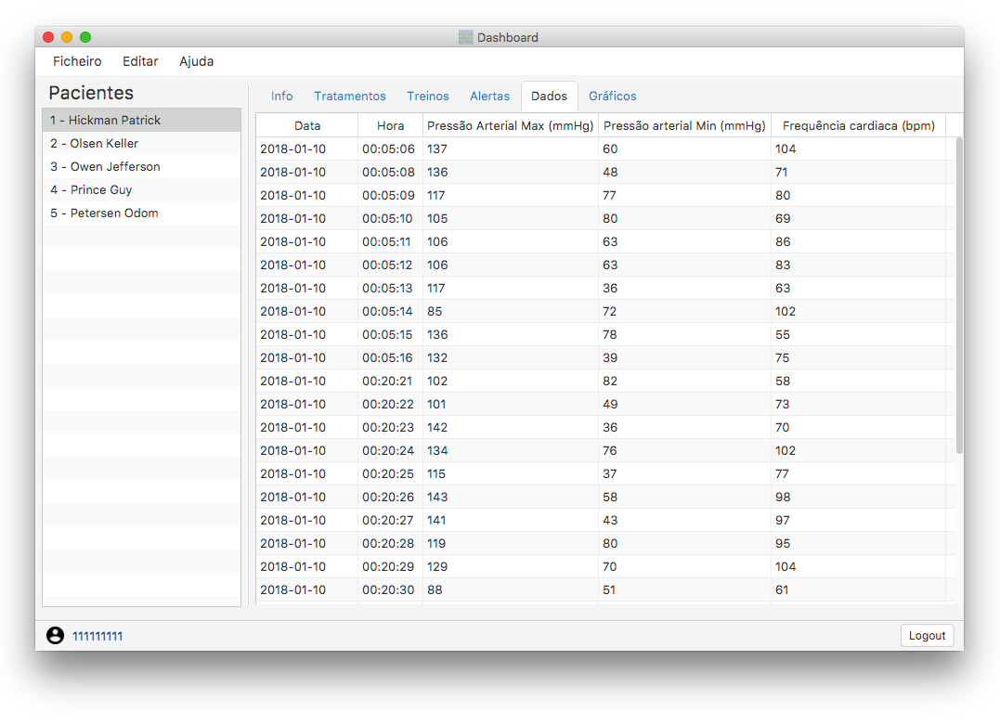 Dashboard
Ficheiro Editar Ajuda
Pacientes
1 - Hickman Patrick
2 - Olsen Keller
3 - Owen Jefferson
4 - Prince Guy
5 - Petersen Odom
Info Tratamentos Treinos Alertas Dados Gráficos
Data Hora Pressão Arterial Max (mmHg) Pressão arterial Min (mmHg) Frequência cardiaca (bpm)
2018-01-10 00:05:06 137 60 104
2018-01-10 00:05:08 136 48 71
2018-01-10 00:05:09 117 77 80
2018-01-10 00:05:10 105 80 69
2018-01-10 00:05:11 106 63 86
2018-01-10 00:05:12 106 63 83
2018-01-10 00:05:13 117 36 63
2018-01-10 00:05:14 85 72 102
2018-01-10 00:05:15 136 78 55
2018-01-10 00:05:16 132 39 75
2018-01-10 00:20:21 102 82 58
2018-01-10 00:20:22 101 49 73
2018-01-10 00:20:23 142 36 70
2018-01-10 00:20:24 134 76 102
2018-01-10 00:20:25 115 37 77
2018-01-10 00:20:26 143 58 98
2018-01-10 00:20:27 141 43 97
2018-01-10 00:20:28 119 80 95
2018-01-10 00:20:29 129 70 104
2018-01-10 00:20:30 88 51 61
111111111
Logout